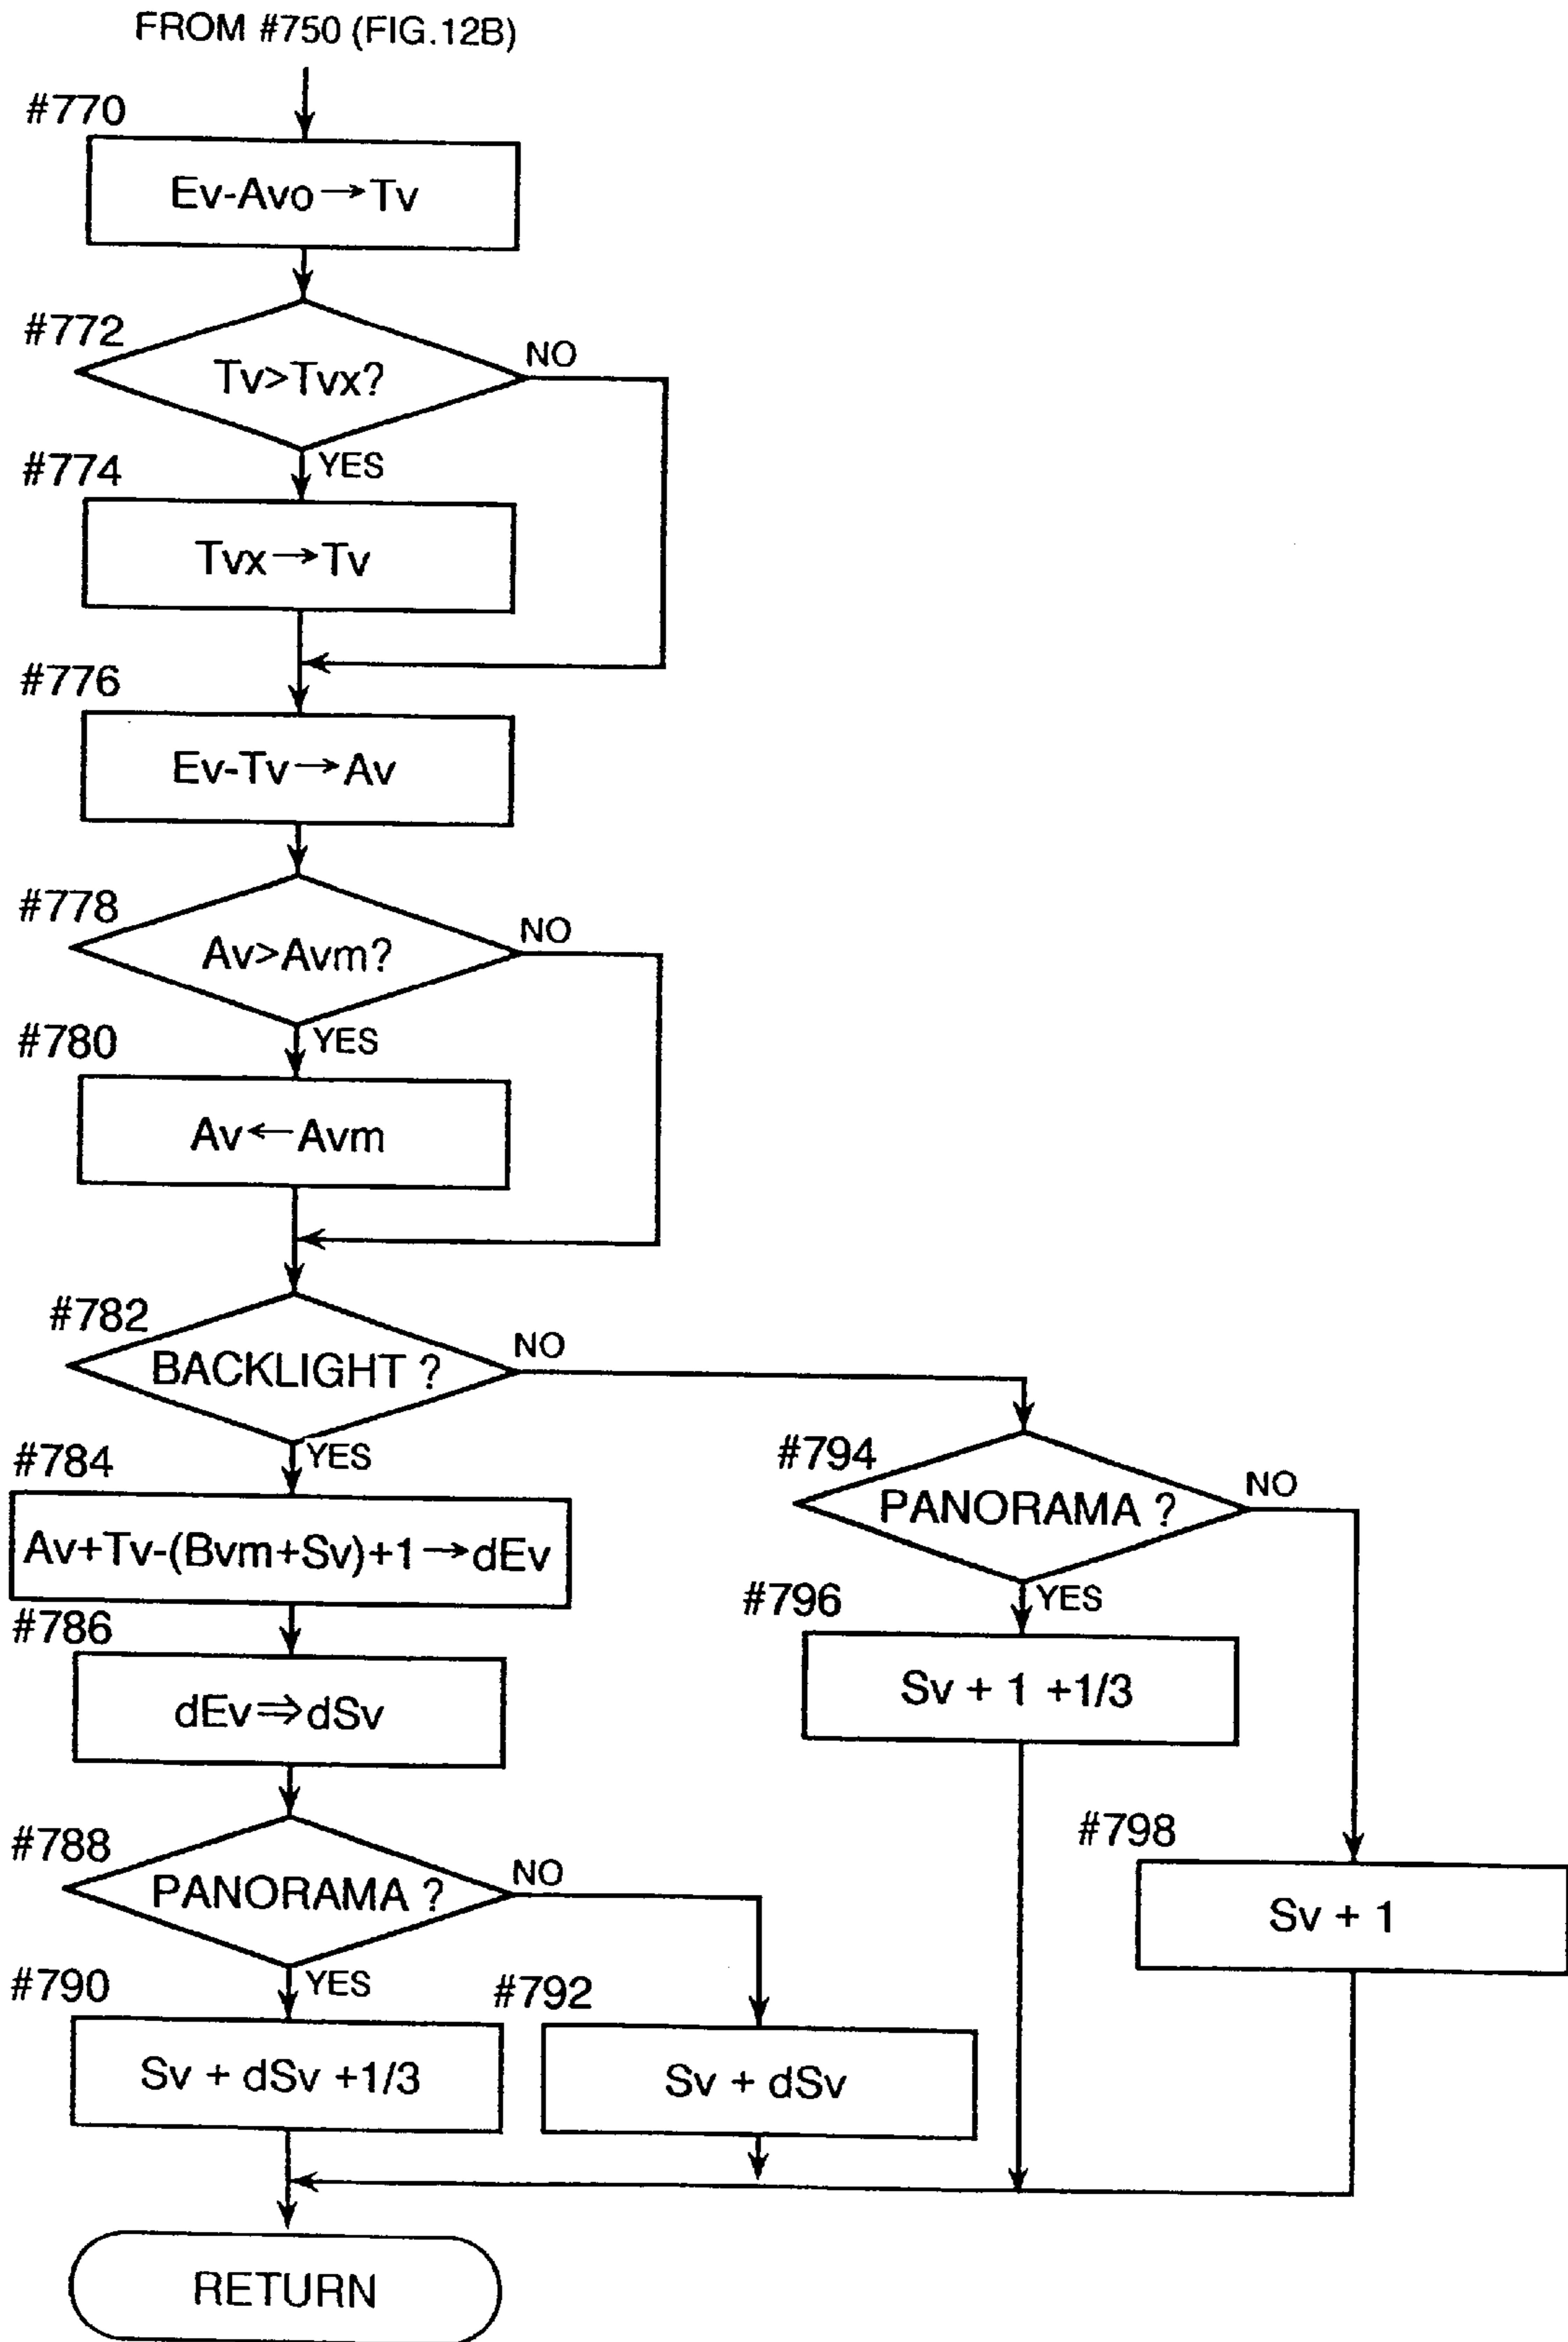 FROM #750 (FIG.12B)
#770
Ev-Avo→Tv
#772
Tv>Tvx?
NO
YES
#774
Tvx→Tv
#776
Ev-Tv→Av
#778
Av>Avm?
NO
YES
#780
Av←Avm
#782
BACKLIGHT ?
NO
YES
#784
Av+Tv-(Bvm+Sv)+1→dEv
#786
dEv⇒dSv
#788
PANORAMA ?
NO
YES
#790
Sv + dSv +1/3
#792
Sv + dSv
#794
PANORAMA ?
NO
YES
#796
Sv + 1 +1/3
#798
Sv + 1
RETURN